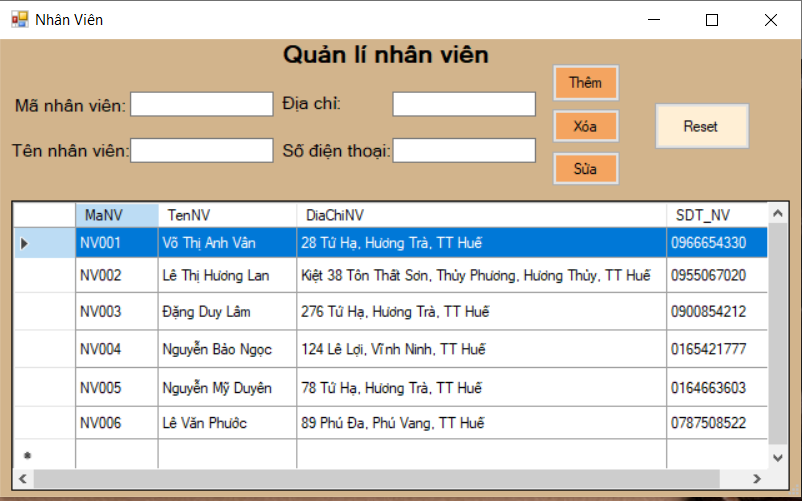 Nhân Viên
Quản lí nhân viên
Mã nhân viên: Địa chỉ: Thêm
Xóa Reset
Tên nhân viên: Số điện thoại: Sửa
MaNV TenNV DiaChiNV SDT_NV
NV001 Võ Thị Anh Vân 28 Tứ Hạ, Hương Trà, TT Huế 0966654330
NV002 Lê Thị Hương Lan Kiệt 38 Tôn Thất Sơn, Thủy Phương, Hương Thủy, TT Huế 0955067020
NV003 Đặng Duy Lâm 276 Tứ Hạ, Hương Trà, TT Huế 0900854212
NV004 Nguyễn Bảo Ngọc 124 Lê Lợi, Vĩnh Ninh, TT Huế 0165421777
NV005 Nguyễn Mỹ Duyên 78 Tứ Hạ, Hương Trà, TT Huế 0164663603
NV006 Lê Văn Phước 89 Phú Đa, Phú Vang, TT Huế 0787508522